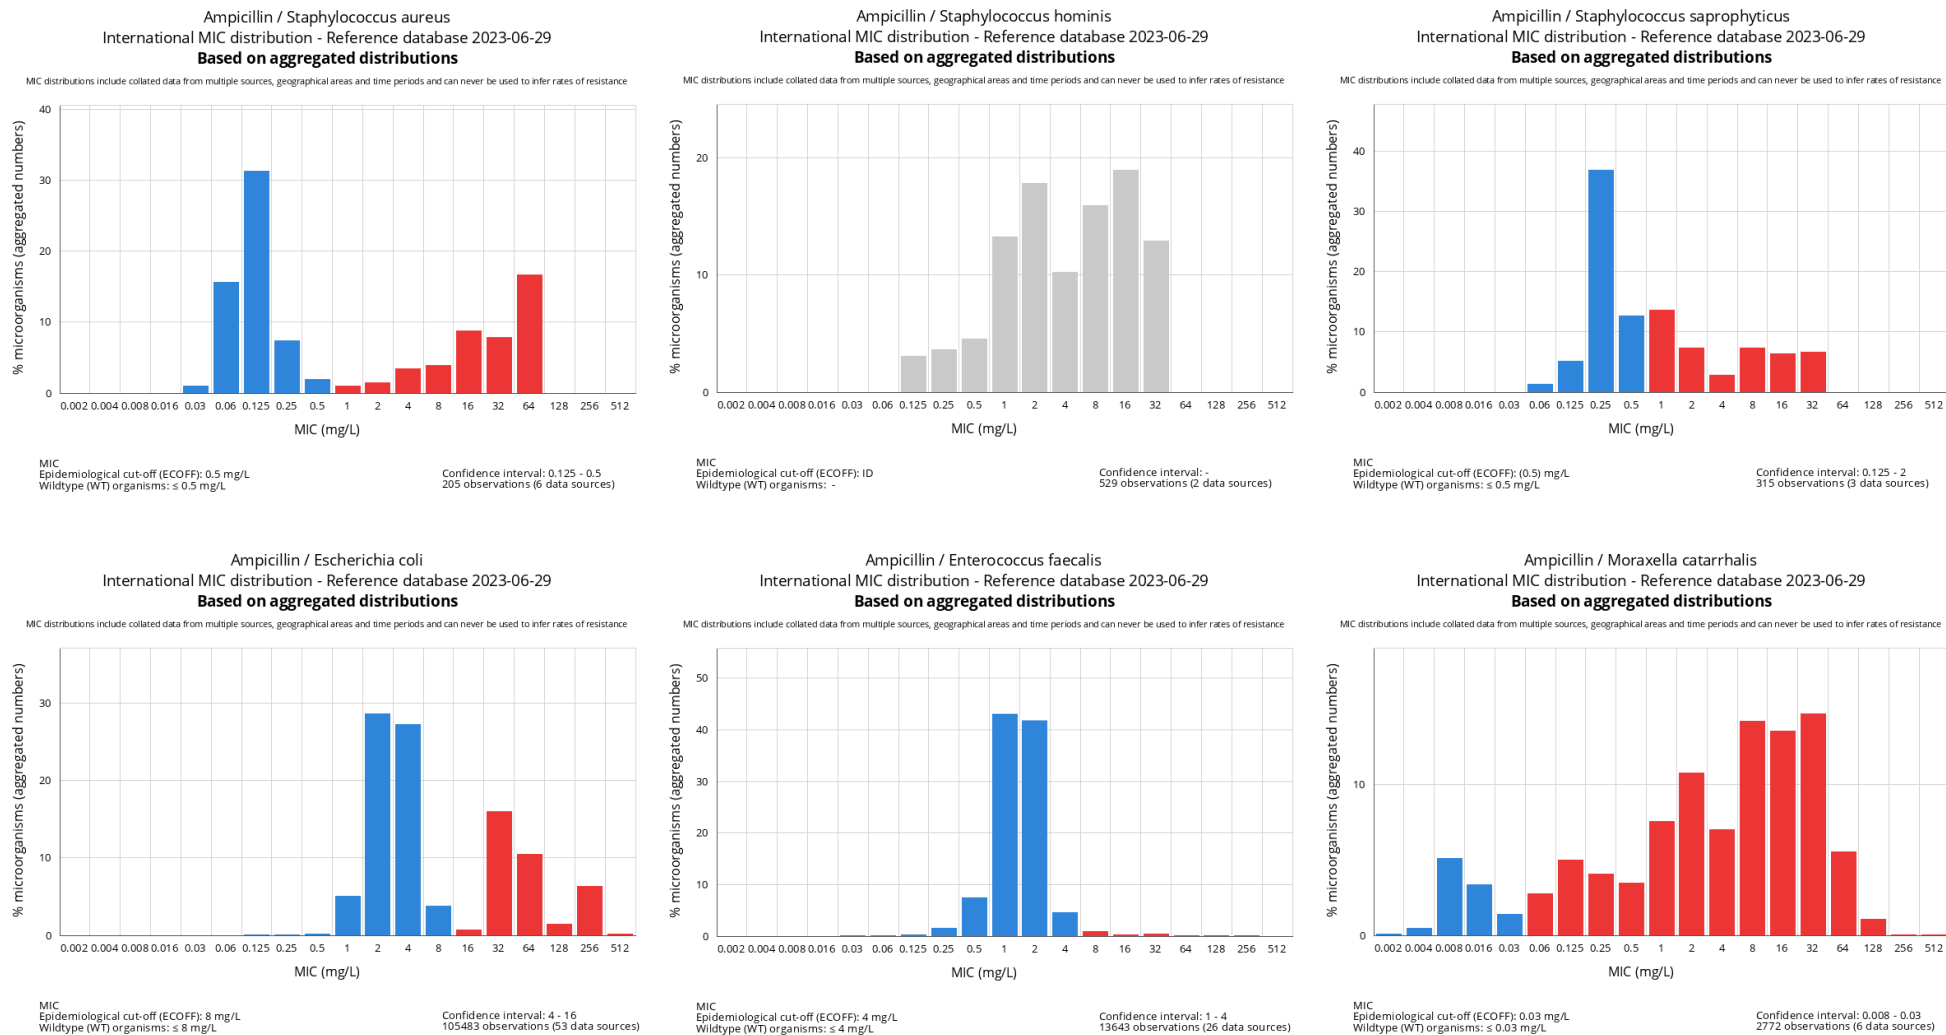 Ampicillin / Staphylococcus aureus
International MIC distribution - Reference database 2023-06-29
Based on aggregated distributions
MIC distributions include collated data from multiple sources, geographical areas and time periods and can never be used to infer rates of resistance
% microorganisms (aggregated numbers)
40
30
20
10
0
0.002 0.004 0.008 0.016 0.03 0.06 0.125 0.25 0.5 1 2 4 8 16 32 64 128 256 512
MIC (mg/L)
MIC
Epidemiological cut-off (ECOFF): 0.5 mg/L
Wildtype (WT) organisms: ≤ 0.5 mg/L
Confidence interval: 0.125 - 0.5
205 observations (6 data sources)
Ampicillin / Staphylococcus hominis
International MIC distribution - Reference database 2023-06-29
Based on aggregated distributions
MIC distributions include collated data from multiple sources, geographical areas and time periods and can never be used to infer rates of resistance
% microorganisms (aggregated numbers)
20
10
0
0.002 0.004 0.008 0.016 0.03 0.06 0.125 0.25 0.5 1 2 4 8 16 32 64 128 256 512
MIC (mg/L)
MIC
Epidemiological cut-off (ECOFF): ID
Wildtype (WT) organisms: -
Confidence interval: -
529 observations (2 data sources)
Ampicillin / Staphylococcus saprophyticus
International MIC distribution - Reference database 2023-06-29
Based on aggregated distributions
MIC distributions include collated data from multiple sources, geographical areas and time periods and can never be used to infer rates of resistance
% microorganisms (aggregated numbers)
40
30
20
10
0
0.002 0.004 0.008 0.016 0.03 0.06 0.125 0.25 0.5 1 2 4 8 16 32 64 128 256 512
MIC (mg/L)
MIC
Epidemiological cut-off (ECOFF): (0.5) mg/L
Wildtype (WT) organisms: ≤ 0.5 mg/L
Confidence interval: 0.125 - 2
315 observations (3 data sources)
Ampicillin / Escherichia coli
International MIC distribution - Reference database 2023-06-29
Based on aggregated distributions
MIC distributions include collated data from multiple sources, geographical areas and time periods and can never be used to infer rates of resistance
% microorganisms (aggregated numbers)
30
20
10
0
0.002 0.004 0.008 0.016 0.03 0.06 0.125 0.25 0.5 1 2 4 8 16 32 64 128 256 512
MIC (mg/L)
MIC
Epidemiological cut-off (ECOFF): 8 mg/L
Wildtype (WT) organisms: ≤ 8 mg/L
Confidence interval: 4 - 16
105483 observations (53 data sources)
Ampicillin / Enterococcus faecalis
International MIC distribution - Reference database 2023-06-29
Based on aggregated distributions
MIC distributions include collated data from multiple sources, geographical areas and time periods and can never be used to infer rates of resistance
% microorganisms (aggregated numbers)
50
40
30
20
10
0
0.002 0.004 0.008 0.016 0.03 0.06 0.125 0.25 0.5 1 2 4 8 16 32 64 128 256 512
MIC (mg/L)
MIC
Epidemiological cut-off (ECOFF): 4 mg/L
Wildtype (WT) organisms: ≤ 4 mg/L
Confidence interval: 1 - 4
13643 observations (26 data sources)
Ampicillin / Moraxella catarrhalis
International MIC distribution - Reference database 2023-06-29
Based on aggregated distributions
MIC distributions include collated data from multiple sources, geographical areas and time periods and can never be used to infer rates of resistance
% microorganisms (aggregated numbers)
10
0
0.002 0.004 0.008 0.016 0.03 0.06 0.125 0.25 0.5 1 2 4 8 16 32 64 128 256 512
MIC (mg/L)
MIC
Epidemiological cut-off (ECOFF): 0.03 mg/L
Wildtype (WT) organisms: ≤ 0.03 mg/L
Confidence interval: 0.008 - 0.03
2772 observations (6 data sources)